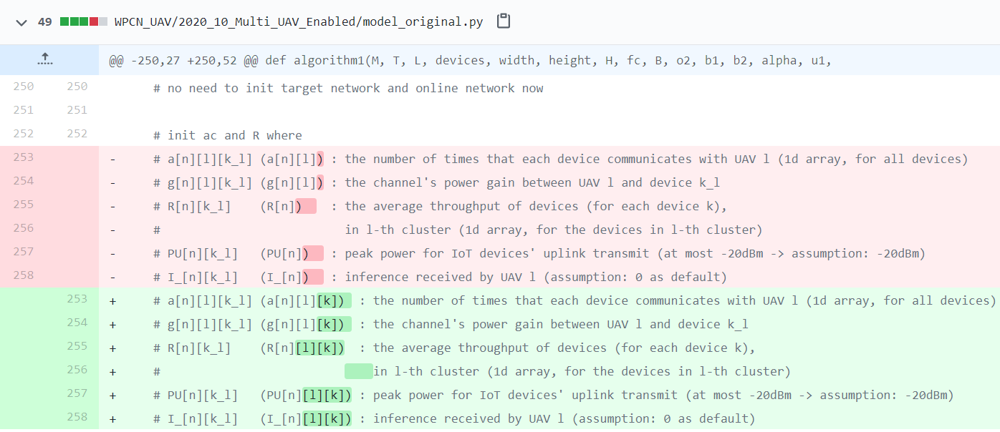 49 WPCN_UAV/2020_10_Multi_UAV_Enabled/model_original.py
@@ -250,27 +250,52 @@ def algorithm1(M, T, L, devices, width, height, H, fc, B, o2, b1, b2, alpha, u1,
250 250 # no need to init target network and online network now
251 251
252 252 # init ac and R where
253 - # a[n][l][k_l] (a[n][l]) : the number of times that each device communicates with UAV l (1d array, for all devices)
254 - # g[n][l][k_l] (g[n][l]) : the channel's power gain between UAV l and device k_l
255 - # R[n][k_l]    (R[n])   : the average throughput of devices (for each device k),
256 - #                          in l-th cluster (1d array, for the devices in l-th cluster)
257 - # PU[n][k_l]   (PU[n])   : peak power for IoT devices' uplink transmit (at most -20dBm -> assumption: -20dBm)
258 - # I_[n][k_l]   (I_[n])   : inference received by UAV l (assumption: 0 as default)
253 + # a[n][l][k_l] (a[n][l][k])  : the number of times that each device communicates with UAV l (1d array, for all devices)
254 + # g[n][l][k_l] (g[n][l][k])  : the channel's power gain between UAV l and device k_l
255 + # R[n][k_l]    (R[n][l][k])  : the average throughput of devices (for each device k),
256 + #                              in l-th cluster (1d array, for the devices in l-th cluster)
257 + # PU[n][k_l]   (PU[n][l][k]) : peak power for IoT devices' uplink transmit (at most -20dBm -> assumption: -20dBm)
258 + # I_[n][k_l]   (I_[n][l][k]) : inference received by UAV l (assumption: 0 as default)